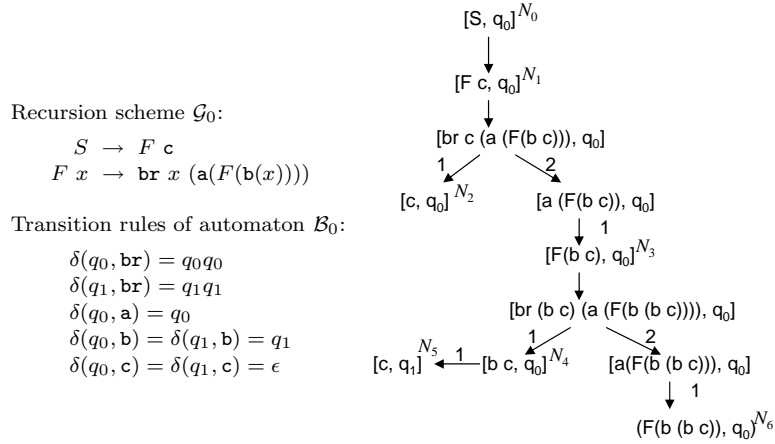 Recursion scheme 𝒢₀:
S → F c
F x → br x (a(F(b(x))))
Transition rules of automaton ℬ₀:
δ(q₀, br) = q₀q₀
δ(q₁, br) = q₁q₁
δ(q₀, a) = q₀
δ(q₀, b) = δ(q₁, b) = q₁
δ(q₀, c) = δ(q₁, c) = ϵ
[S, q₀]^N₀
[F c, q₀]^N₁
[br c (a (F(b c))), q₀]
1 2
[c, q₀]^N₂ [a (F(b c)), q₀]
1
[F(b c), q₀]^N₃
[br (b c) (a (F(b (b c)))), q₀]
1 2
[c, q₁]^N₅ 1 [b c, q₀]^N₄ [a(F(b (b c))), q₀]
1
(F(b (b c)), q₀)^N₆